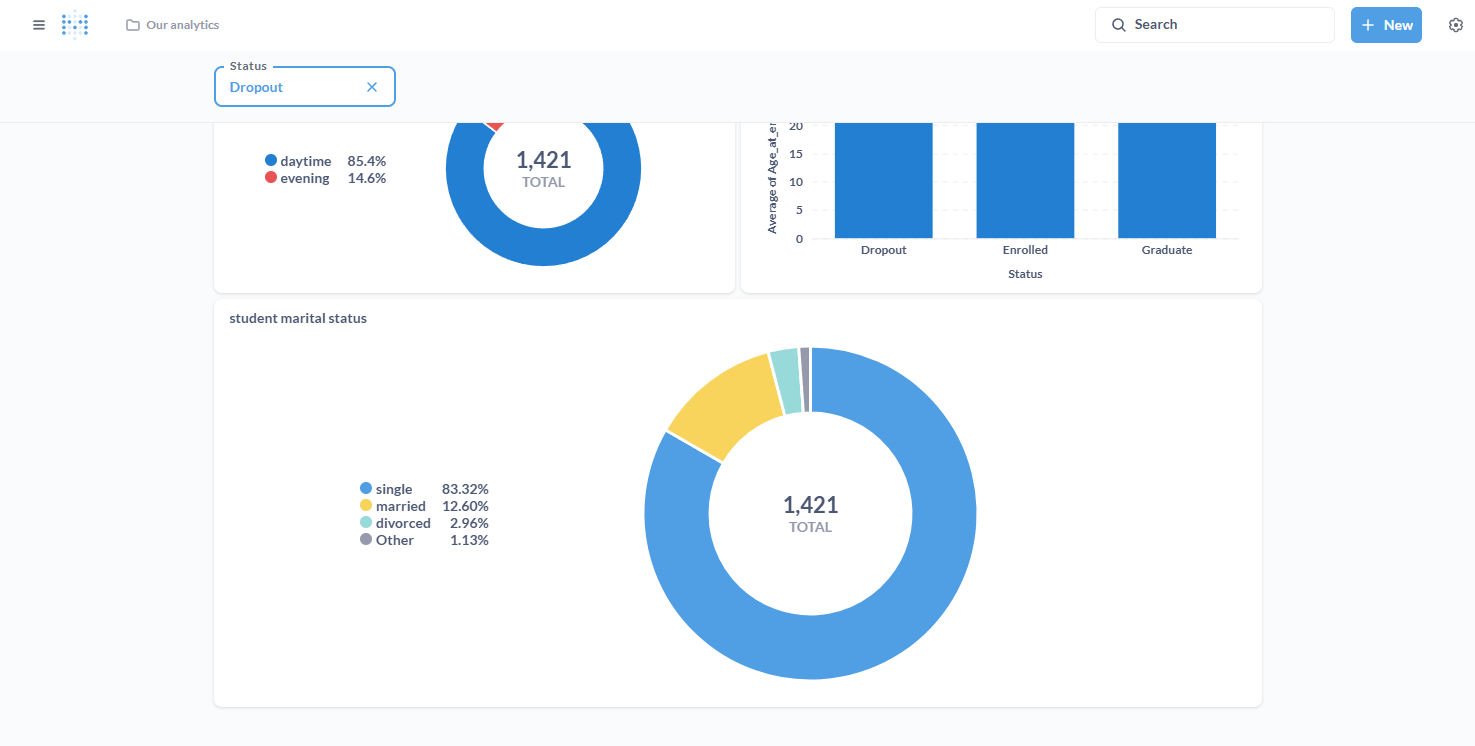 Our analytics
Search
New
Status
Dropout
daytime 85.4%
evening 14.6%
1,421
TOTAL
Average of Age_at_er
20
15
10
5
0
Dropout Enrolled Graduate
Status
student marital status
single 83.32%
married 12.60%
divorced 2.96%
Other 1.13%
1,421
TOTAL